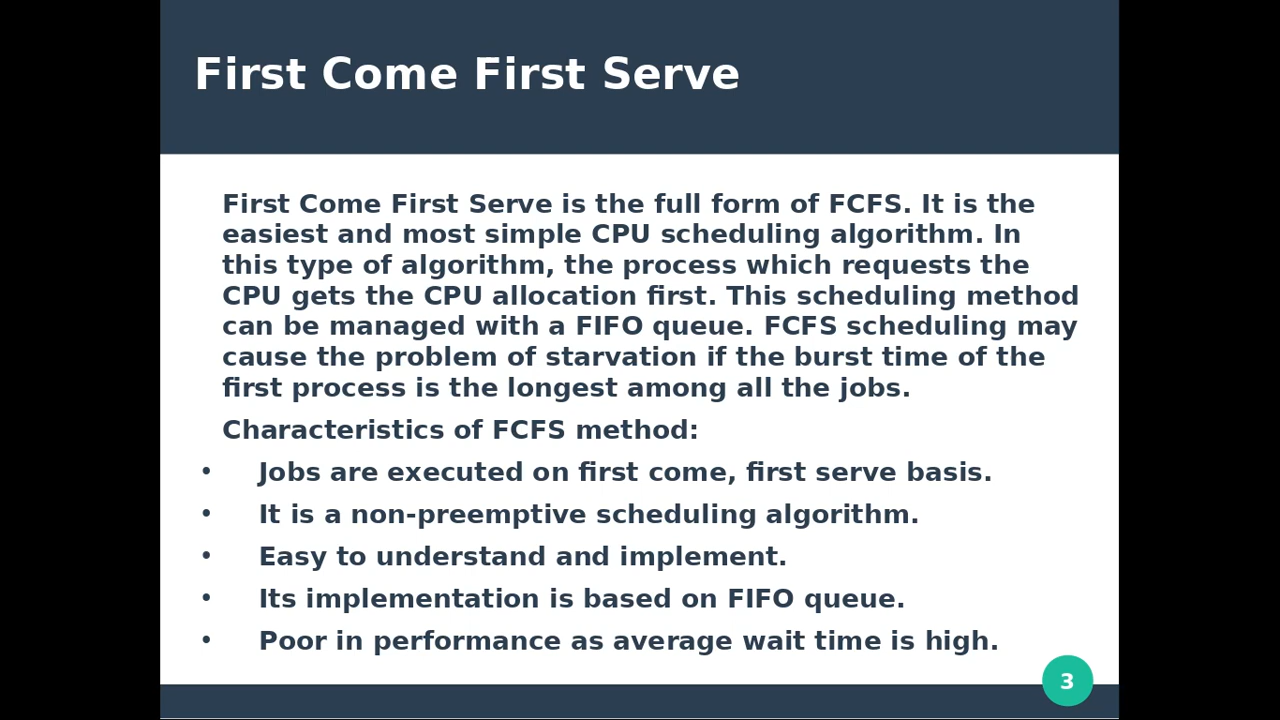 First Come First Serve
First Come First Serve is the full form of FCFS. It is the
easiest and most simple CPU scheduling algorithm. In
this type of algorithm, the process which requests the
CPU gets the CPU allocation first. This scheduling method
can be managed with a FIFO queue. FCFS scheduling may
cause the problem of starvation if the burst time of the
first process is the longest among all the jobs.
Characteristics of FCFS method:
• Jobs are executed on first come, first serve basis.
• It is a non-preemptive scheduling algorithm.
• Easy to understand and implement.
• Its implementation is based on FIFO queue.
• Poor in performance as average wait time is high.
3